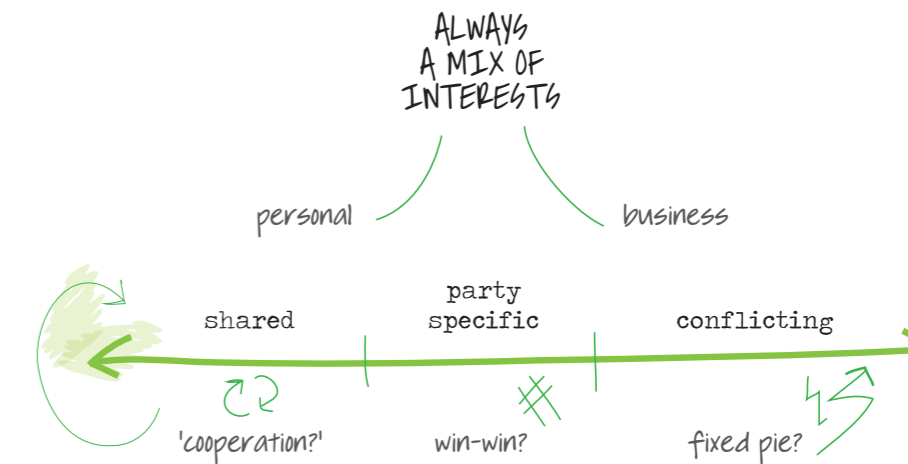 ALWAYS
A MIX OF
INTERESTS
personal business
party
shared specific conflicting
'cooperation?' win-win? fixed pie?